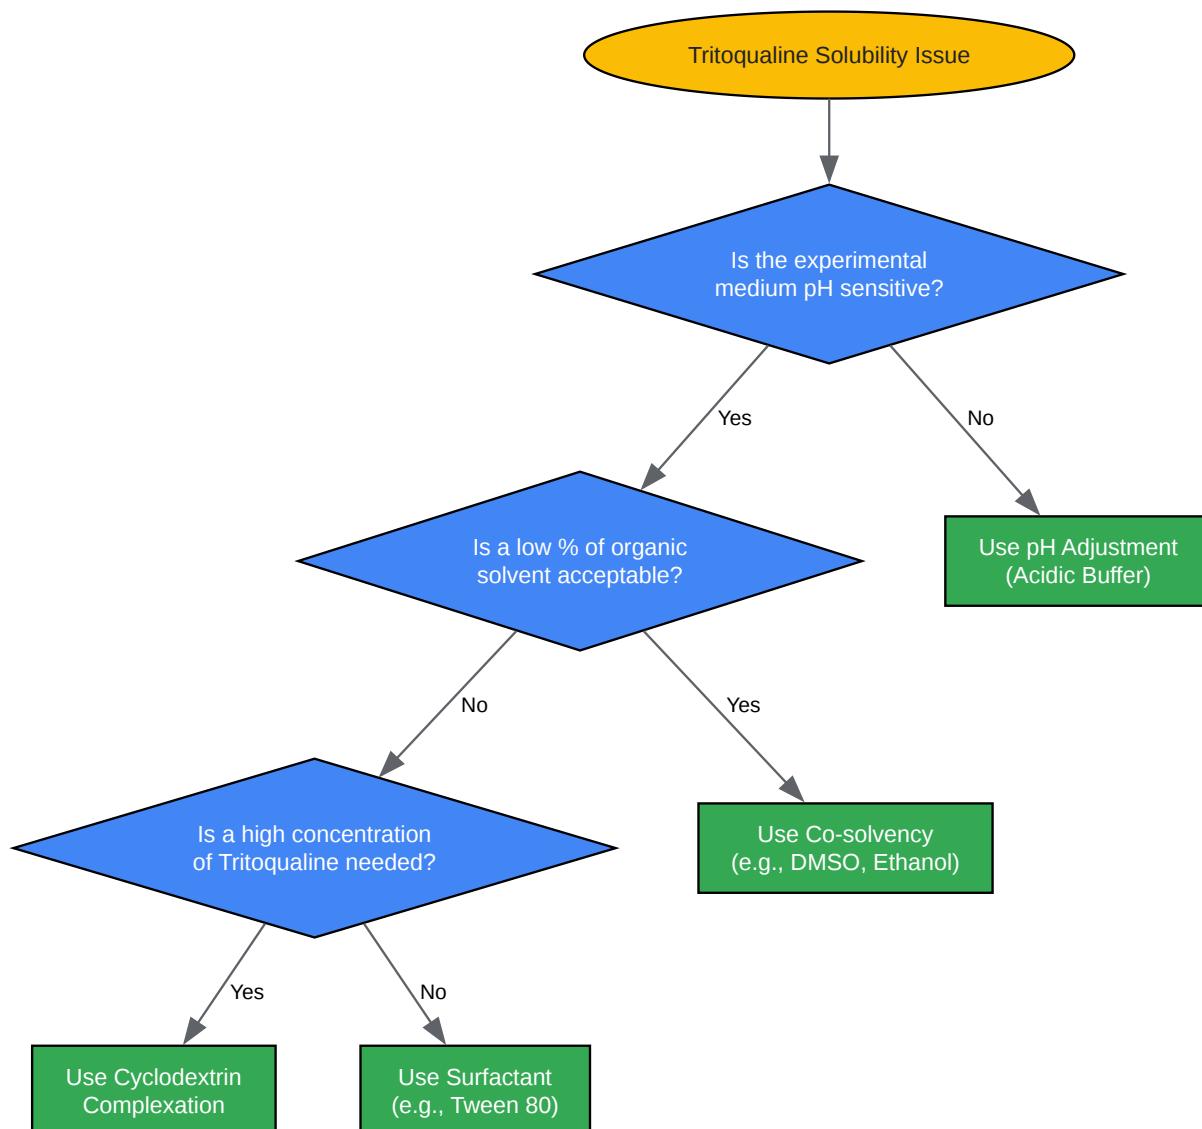 Tritoqualine Solubility Issue
Is the experimental
medium pH sensitive?
Yes
No
Is a low % of organic
solvent acceptable?
Use pH Adjustment
(Acidic Buffer)
No
Yes
Is a high concentration
of Tritoqualine needed?
Use Co-solvency
(e.g., DMSO, Ethanol)
Yes
No
Use Cyclodextrin
Complexation
Use Surfactant
(e.g., Tween 80)